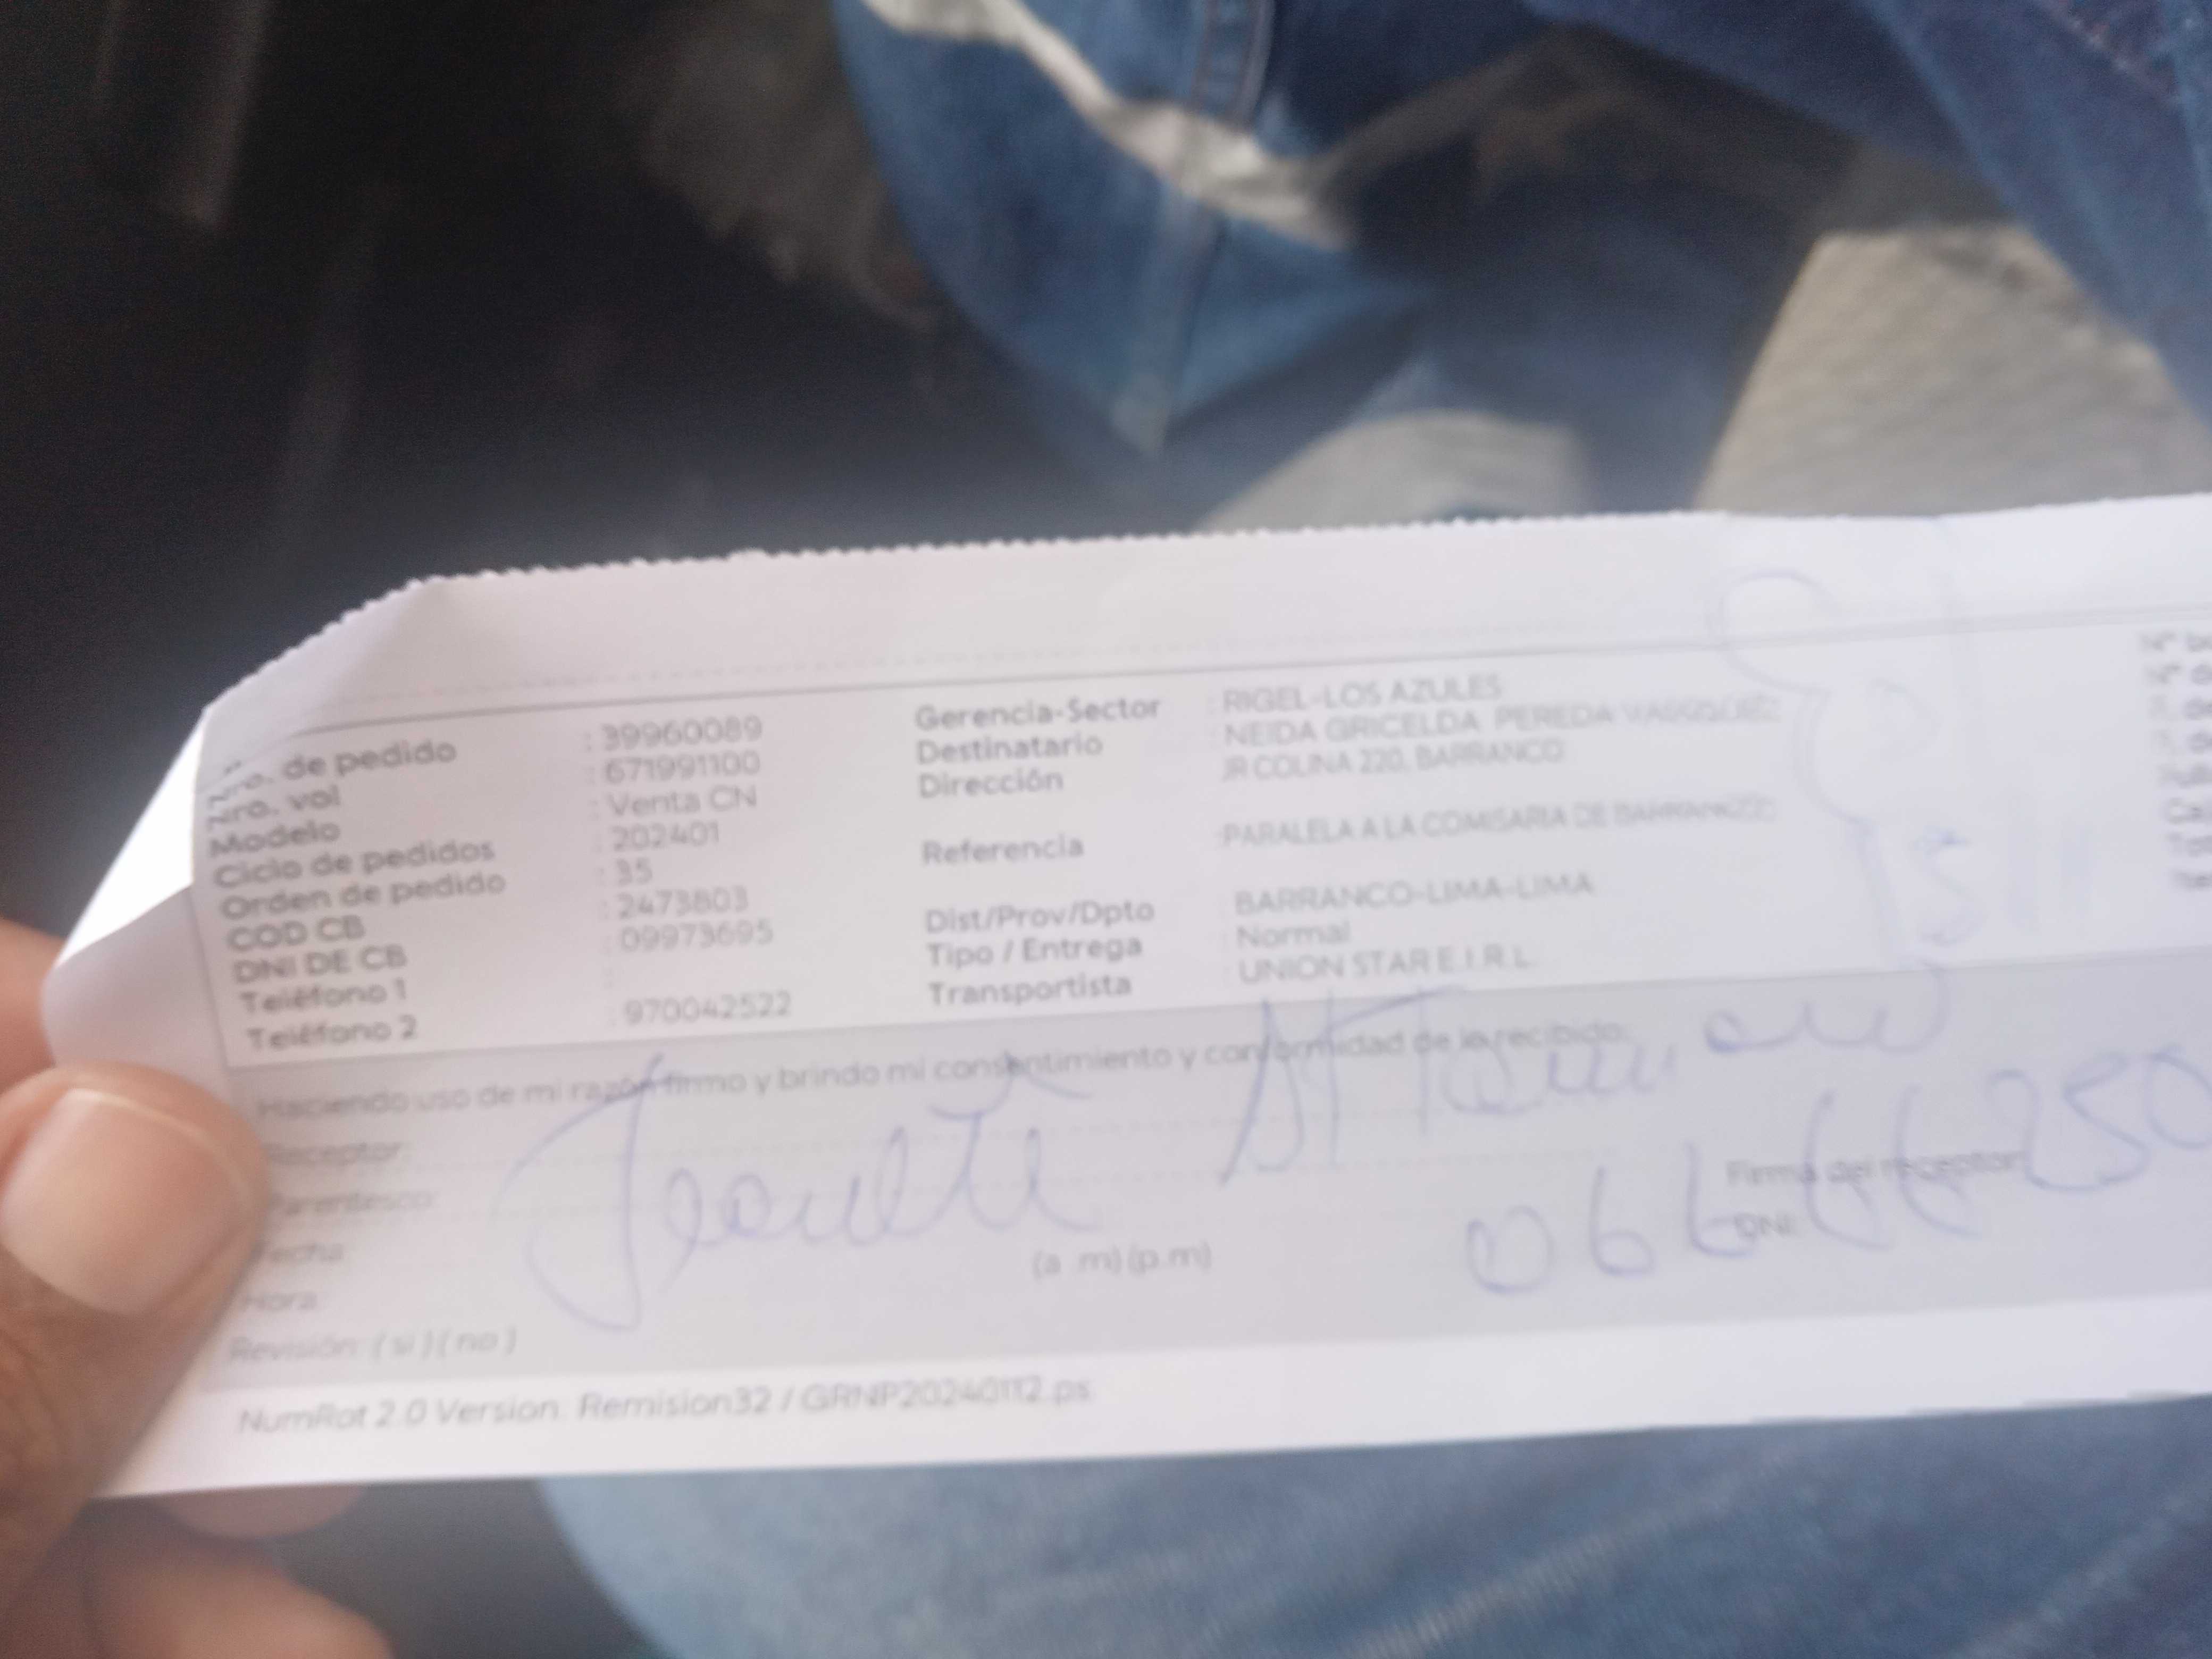 Nro. de pedido : 39960089 Gerencia-Sector : RIGEL-LOS AZULES
Nro. vol : 671991100 Destinatario : NEIDA GRICELDA PEREDA VASQUEZ
Modelo : Venta CN Dirección : JR COLINA 220, BARRANCO
Ciclo de pedidos : 202401
Orden de pedido : 35 Referencia : PARALELA A LA COMISARIA DE BARRANCO
COD CB : 2473803 Dist/Prov/Dpto : BARRANCO-LIMA-LIMA
DNI DE CB : 09973695 Tipo / Entrega : Normal
Teléfono 1 : Transportista : UNION STAR E.I.R.L.
Teléfono 2 : 970042522
Haciendo uso de mi razón firmo y brindo mi consentimiento y conformidad de lo recibido:
Receptor:
Parentesco:
Fecha:
Hora: (a .m) (p.m)
Firma del receptor:
DNI:
Revisión: ( si ) ( no )
NumRot 2.0 Version: Remision32 / GRNP20240112.ps